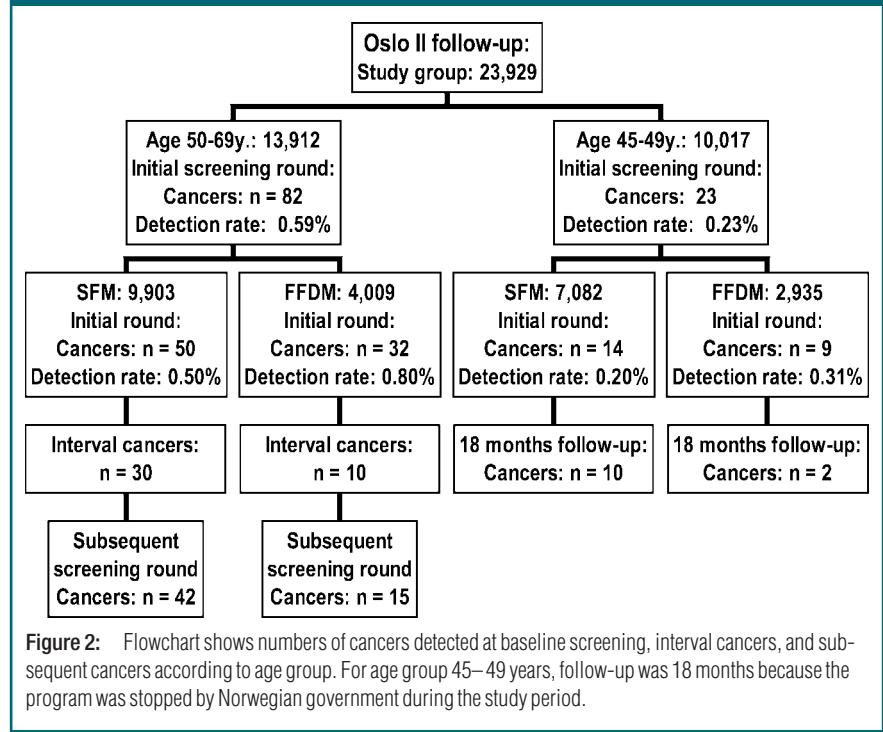 Oslo II follow-up:
Study group: 23,929
Age 50-69y.: 13,912
Initial screening round:
Cancers: n = 82
Detection rate: 0.59%
Age 45-49y.: 10,017
Initial screening round:
Cancers: 23
Detection rate: 0.23%
SFM: 9,903
Initial round:
Cancers: n = 50
Detection rate: 0.50%
FFDM: 4,009
Initial round:
Cancers: n = 32
Detection rate: 0.80%
SFM: 7,082
Initial round:
Cancers: n = 14
Detection rate: 0.20%
FFDM: 2,935
Initial round:
Cancers: n = 9
Detection rate: 0.31%
Interval cancers:
n = 30
Interval cancers:
n = 10
18 months follow-up:
Cancers: n = 10
18 months follow-up:
Cancers: n = 2
Subsequent
screening round
Cancers: n = 42
Subsequent
screening round
Cancers: n = 15
Figure 2: Flowchart shows numbers of cancers detected at baseline screening, interval cancers, and sub-
sequent cancers according to age group. For age group 45–49 years, follow-up was 18 months because the
program was stopped by Norwegian government during the study period.